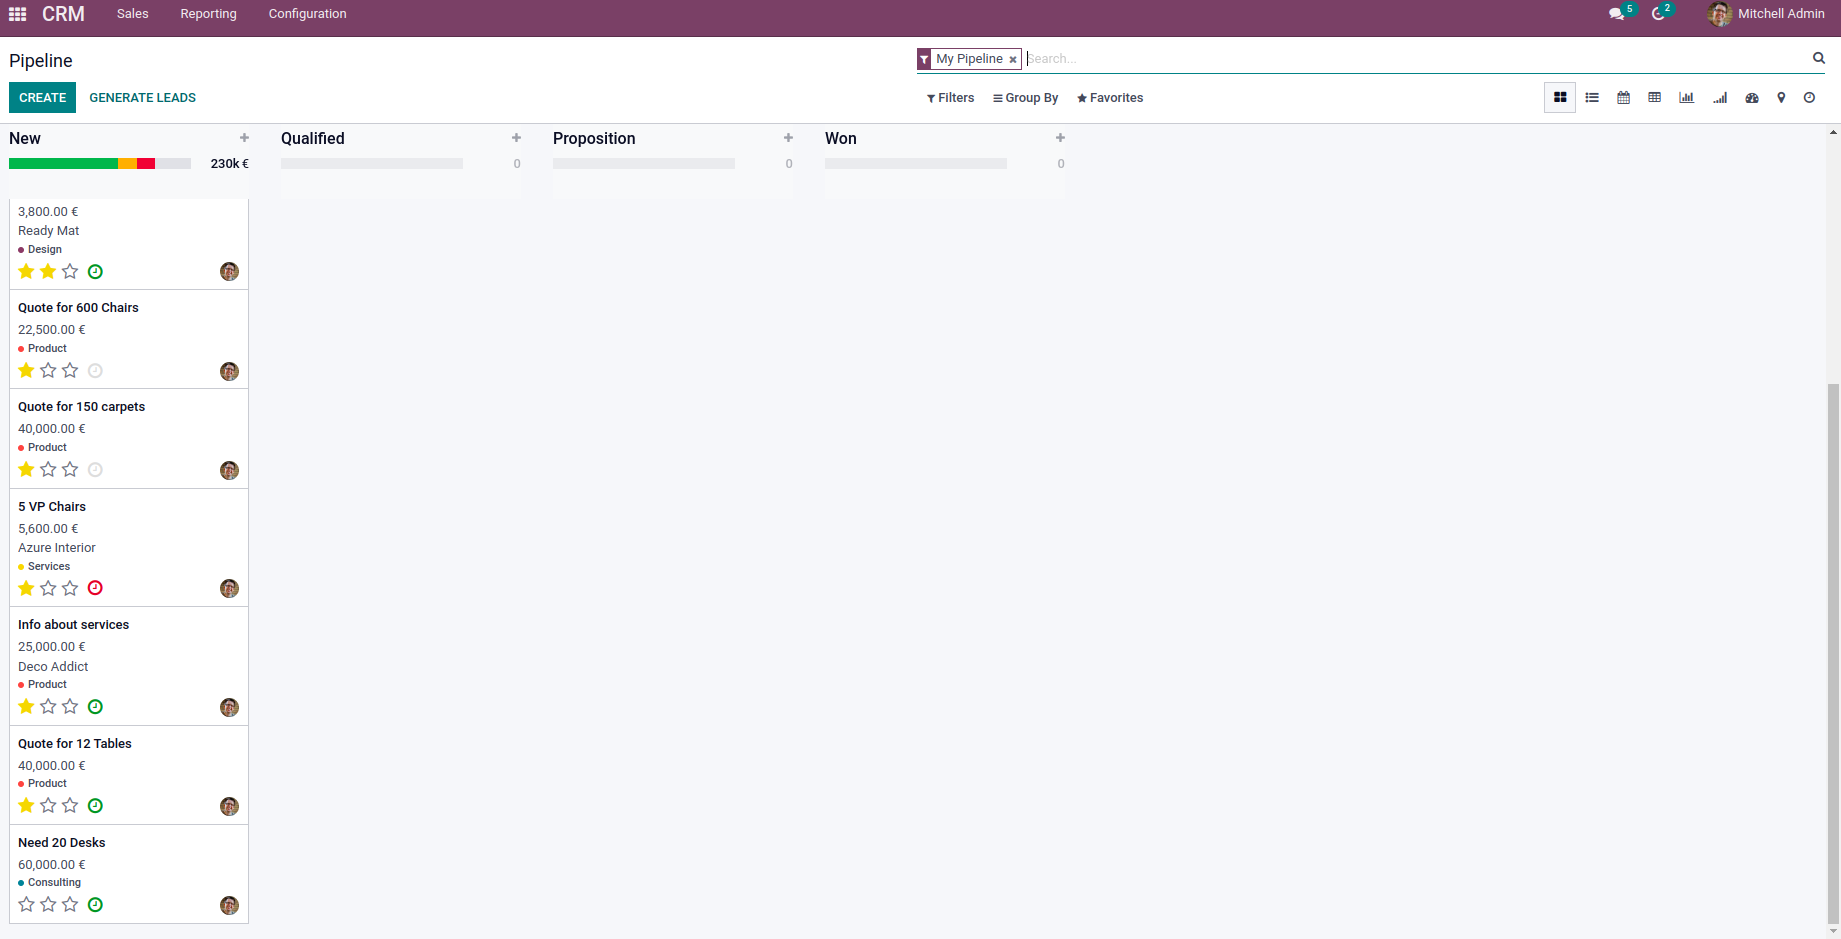 CRM Sales Reporting Configuration 5 2 Mitchell Admin
Pipeline
My Pipeline × Search...
CREATE GENERATE LEADS
Filters Group By Favorites
New + Qualified + Proposition + Won +
230k € 0 0 0
3,800.00 €
Ready Mat
Design
Quote for 600 Chairs
22,500.00 €
Product
Quote for 150 carpets
40,000.00 €
Product
5 VP Chairs
5,600.00 €
Azure Interior
Services
Info about services
25,000.00 €
Deco Addict
Product
Quote for 12 Tables
40,000.00 €
Product
Need 20 Desks
60,000.00 €
Consulting